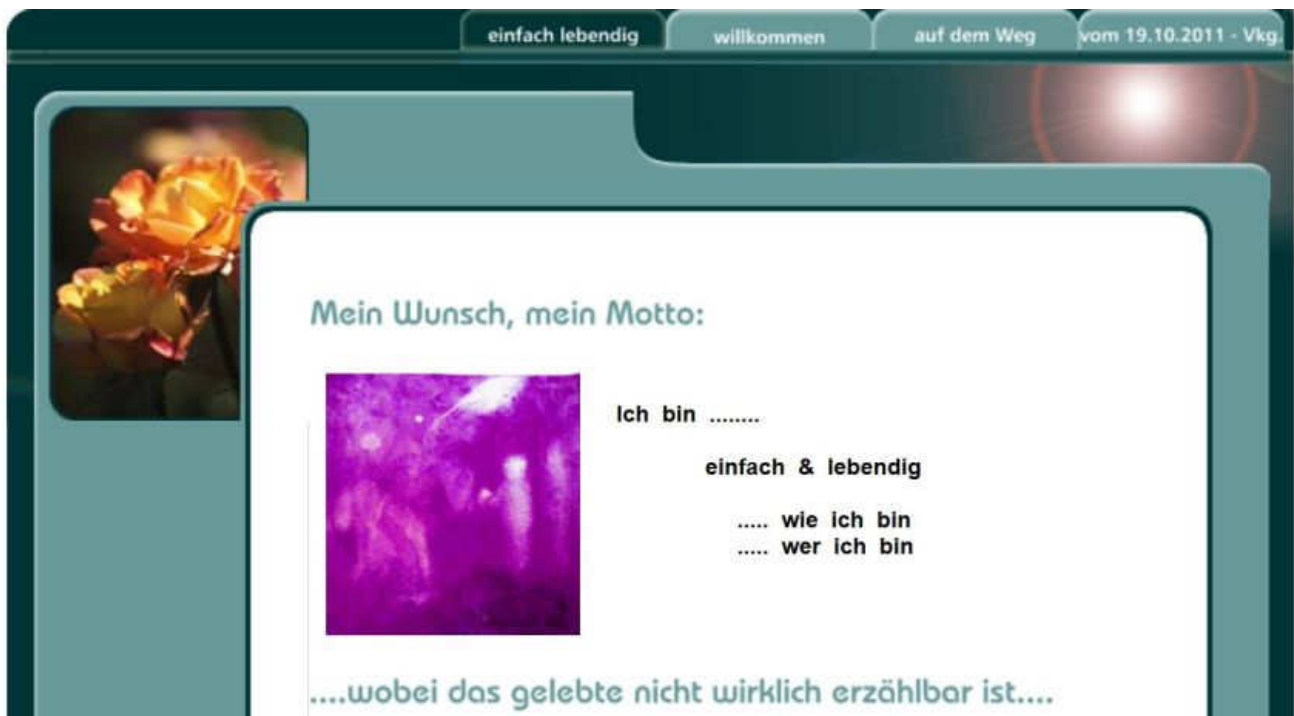 einfach lebendig willkommen auf dem Weg vom 19.10.2011 - Vkg.
Mein Wunsch, mein Motto:
Ich bin ........
einfach & lebendig
..... wie ich bin
..... wer ich bin
....wobei das gelebte nicht wirklich erzählbar ist....